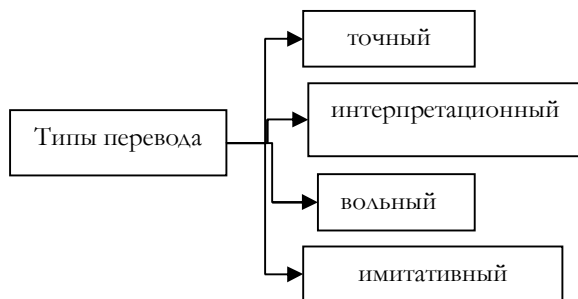 точный
интерпретационный
Типы перевода
вольный
имитативный